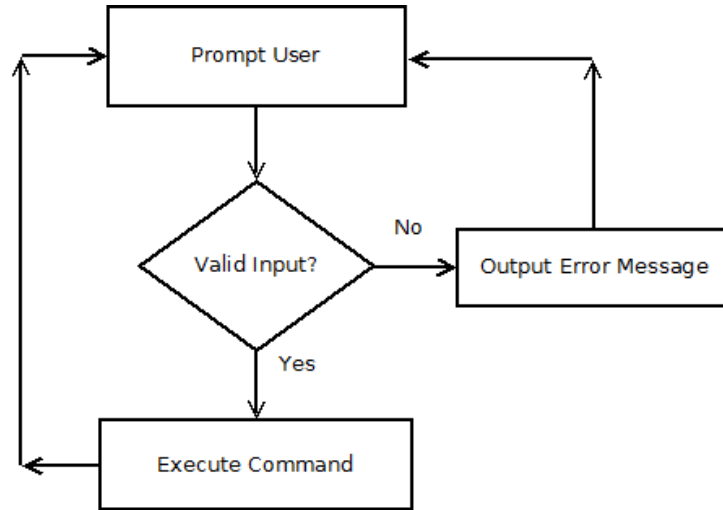 Prompt User
Valid Input?
No
Output Error Message
Yes
Execute Command